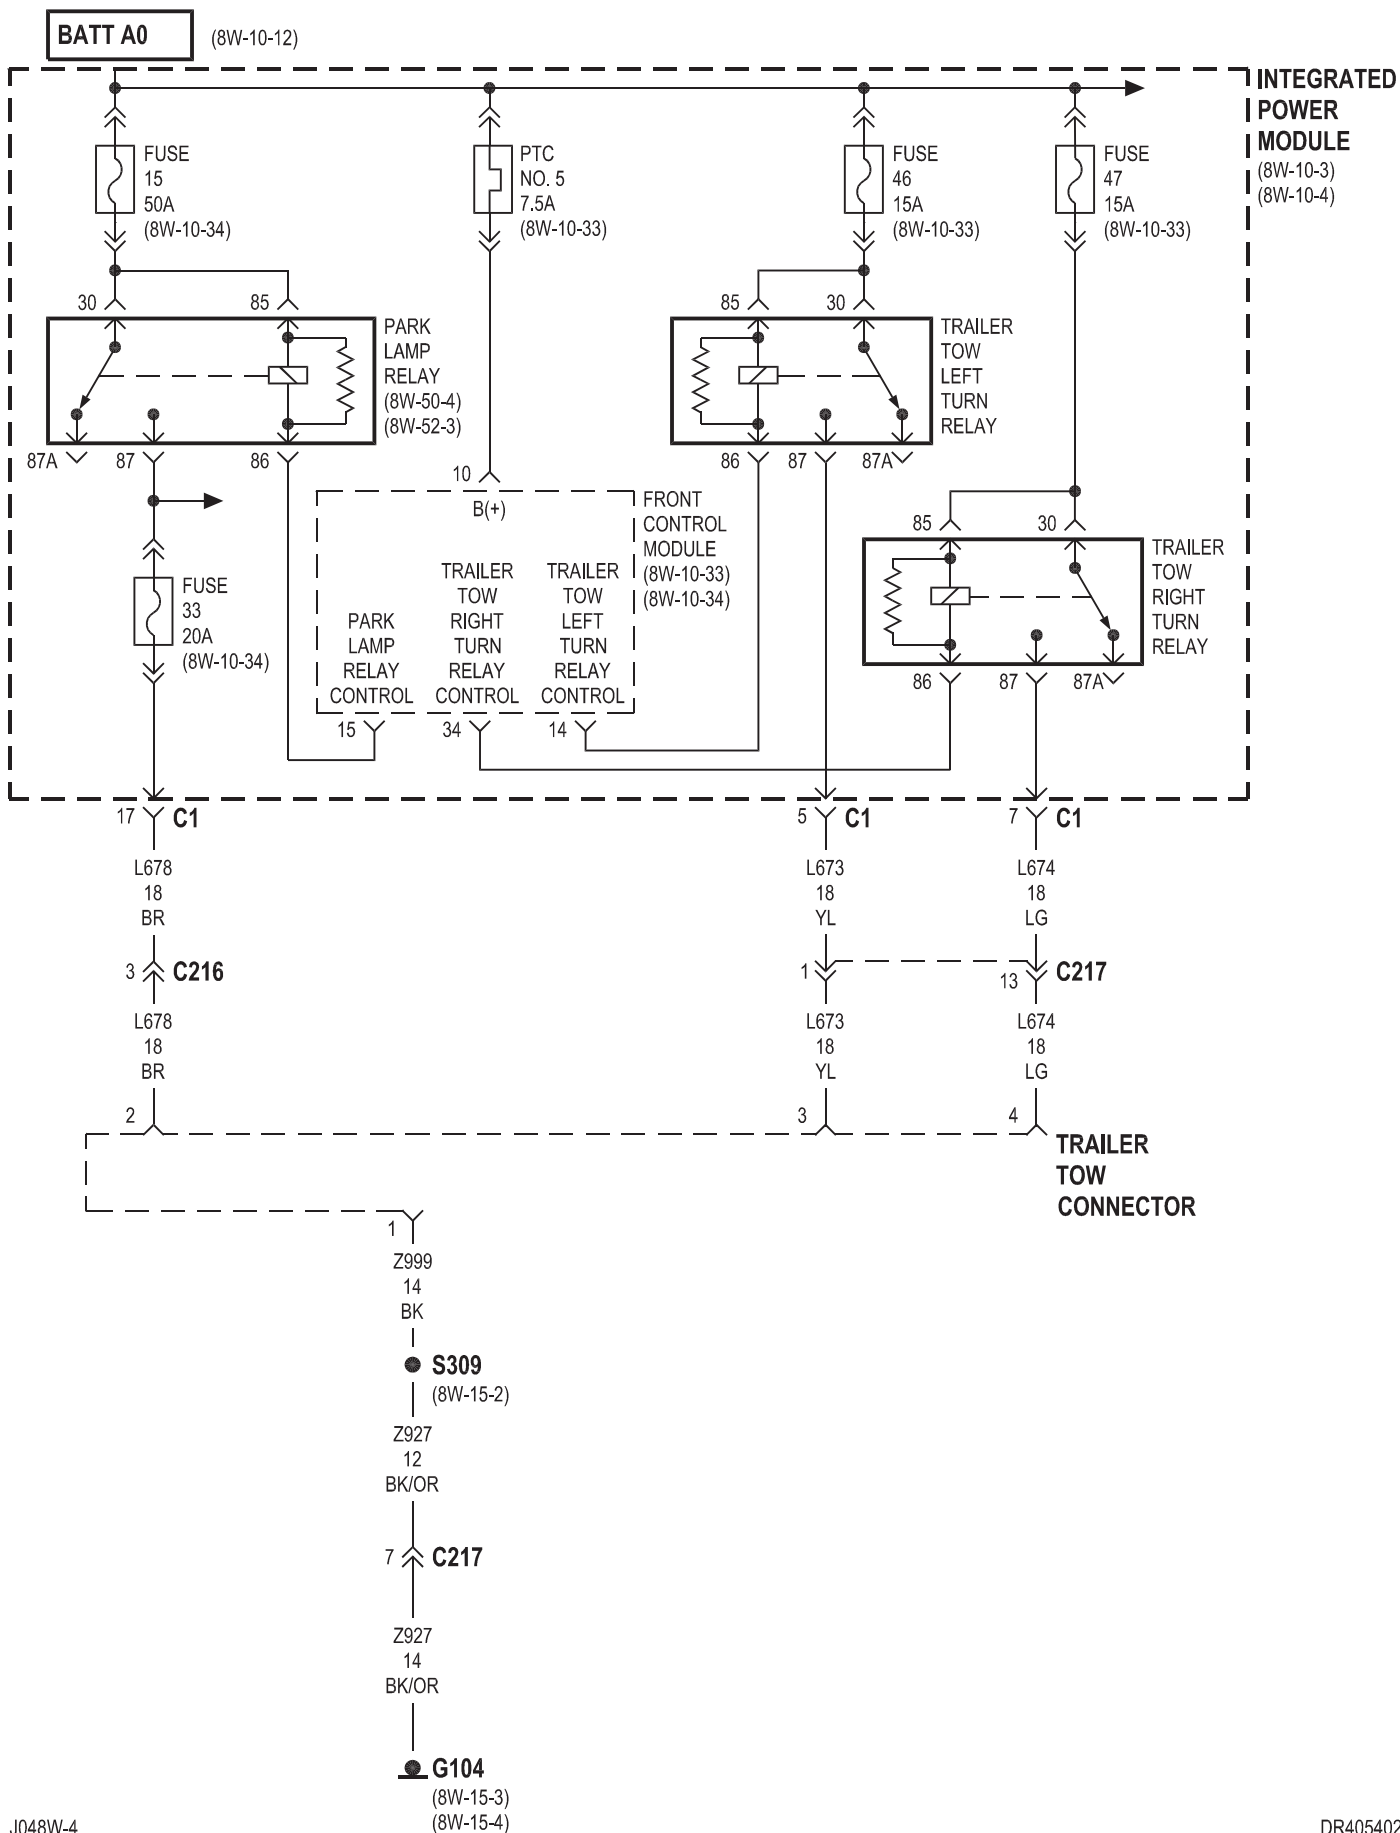 BATT A0
(8W-10-12)
INTEGRATED
POWER
MODULE
(8W-10-3)
(8W-10-4)
FUSE
15
50A
(8W-10-34)
PTC
NO. 5
7.5A
(8W-10-33)
FUSE
46
15A
(8W-10-33)
FUSE
47
15A
(8W-10-33)
30
85
PARK
LAMP
RELAY
(8W-50-4)
(8W-52-3)
87A
87
86
85
30
TRAILER
TOW
LEFT
TURN
RELAY
86
87
87A
10
B(+)
FRONT
CONTROL
MODULE
(8W-10-33)
(8W-10-34)
PARK
LAMP
RELAY
CONTROL
TRAILER
TOW
RIGHT
TURN
RELAY
CONTROL
TRAILER
TOW
LEFT
TURN
RELAY
CONTROL
15
34
14
85
30
TRAILER
TOW
RIGHT
TURN
RELAY
86
87
87A
FUSE
33
20A
(8W-10-34)
17
C1
5
C1
7
C1
L678
18
BR
L673
18
YL
L674
18
LG
3
C216
1
13
C217
L678
18
BR
L673
18
YL
L674
18
LG
2
3
4
TRAILER
TOW
CONNECTOR
1
Z999
14
BK
S309
(8W-15-2)
Z927
12
BK/OR
7
C217
Z927
14
BK/OR
G104
(8W-15-3)
(8W-15-4)
J048W-4
DR405402